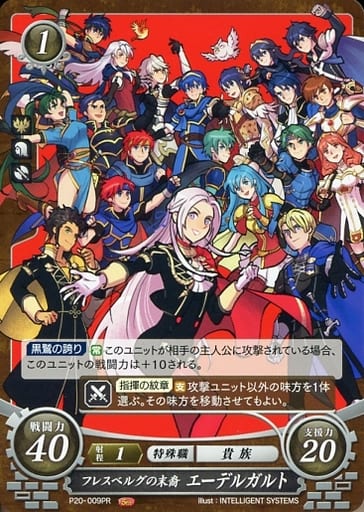 1
黒鷲の誇り 常 このユニットが相手の主人公に攻撃されている場合、
このユニットの戦闘力は+10される。
指揮の紋章 支 攻撃ユニット以外の味方を1体
選ぶ。その味方を移動させてもよい。
戦闘力
40
射程 1 特殊職 貴族
フレスベルグの末裔 エーデルガルト
支援力
20
P20-009PR
Illust : INTELLIGENT SYSTEMS